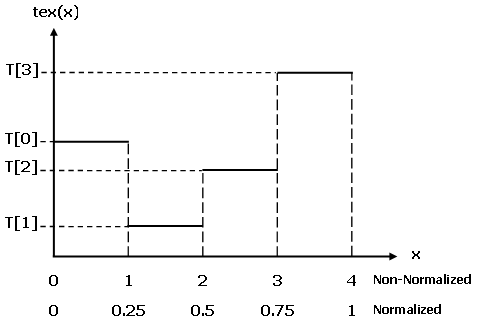 tex(x)
T[3]
T[0]
T[2]
T[1]
x
0 1 2 3 4 Non-Normalized
0 0.25 0.5 0.75 1 Normalized